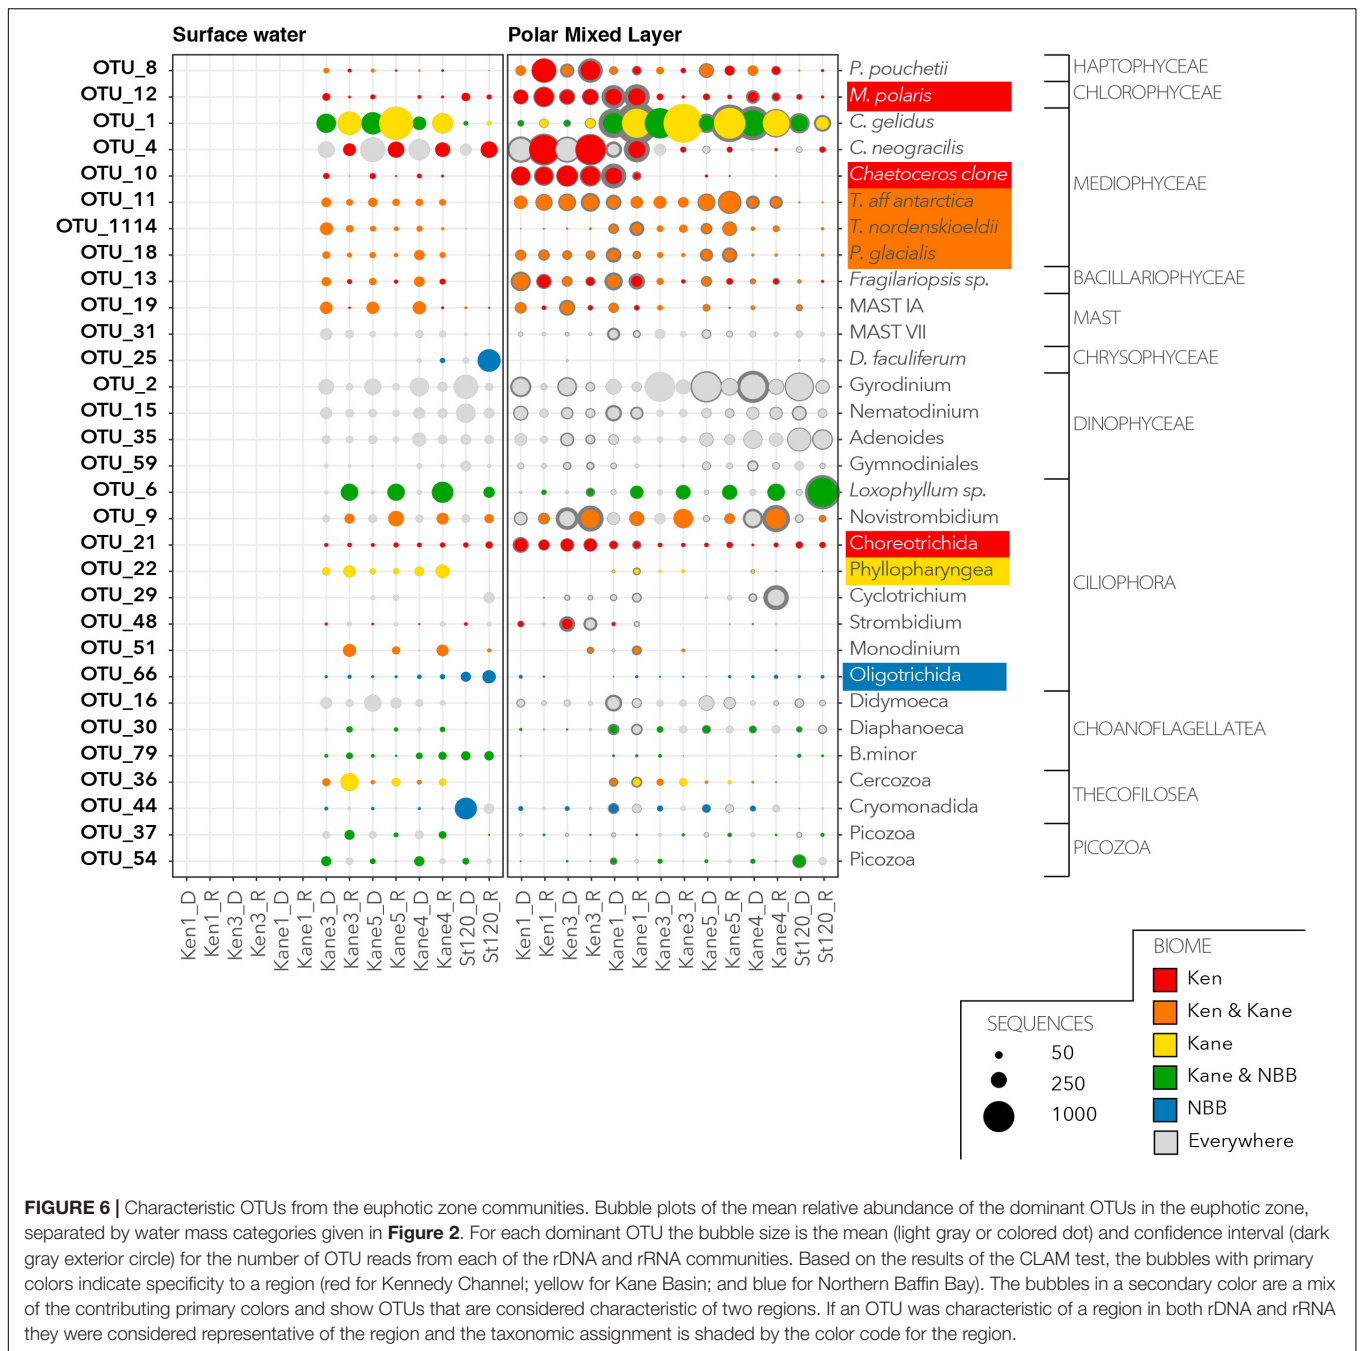 Surface water
Polar Mixed Layer
OTU_8
OTU_12
OTU_1
OTU_4
OTU_10
OTU_11
OTU_1114
OTU_18
OTU_13
OTU_19
OTU_31
OTU_25
OTU_2
OTU_15
OTU_35
OTU_59
OTU_6
OTU_9
OTU_21
OTU_22
OTU_29
OTU_48
OTU_51
OTU_66
OTU_16
OTU_30
OTU_79
OTU_36
OTU_44
OTU_37
OTU_54
P. pouchetii
M. polaris
C. gelidus
C. neogracilis
Chaetoceros clone
T. aff antarctica
T. nordenskioeldii
P. glacialis
Fragilariopsis sp.
MAST IA
MAST VII
D. faculiferum
Gyrodinium
Nematodinium
Adenoides
Gymnodiniales
Loxophyllum sp.
Novistrombidium
Choreotrichida
Phyllopharyngea
Cyclotrichium
Strombidium
Monodinium
Oligotrichida
Didymoeca
Diaphanoeca
B.minor
Cercozoa
Cryomonadida
Picozoa
Picozoa
HAPTOPHYCEAE
CHLOROPHYCEAE
MEDIOPHYCEAE
BACILLARIOPHYCEAE
MAST
CHRYSOPHYCEAE
DINOPHYCEAE
CILIOPHORA
CHOANOFLAGELLATEA
THECOFILOSEA
PICOZOA
Ken1_D
Ken1_R
Ken3_D
Ken3_R
Kane1_D
Kane1_R
Kane3_D
Kane3_R
Kane5_D
Kane5_R
Kane4_D
Kane4_R
St120_D
St120_R
Ken1_D
Ken1_R
Ken3_D
Ken3_R
Kane1_D
Kane1_R
Kane3_D
Kane3_R
Kane5_D
Kane5_R
Kane4_D
Kane4_R
St120_D
St120_R
SEQUENCES
50
250
1000
BIOME
Ken
Ken & Kane
Kane
Kane & NBB
NBB
Everywhere
FIGURE 6 | Characteristic OTUs from the euphotic zone communities. Bubble plots of the mean relative abundance of the dominant OTUs in the euphotic zone,
separated by water mass categories given in Figure 2. For each dominant OTU the bubble size is the mean (light gray or colored dot) and confidence interval (dark
gray exterior circle) for the number of OTU reads from each of the rDNA and rRNA communities. Based on the results of the CLAM test, the bubbles with primary
colors indicate specificity to a region (red for Kennedy Channel; yellow for Kane Basin; and blue for Northern Baffin Bay). The bubbles in a secondary color are a mix
of the contributing primary colors and show OTUs that are considered characteristic of two regions. If an OTU was characteristic of a region in both rDNA and rRNA
they were considered representative of the region and the taxonomic assignment is shaded by the color code for the region.